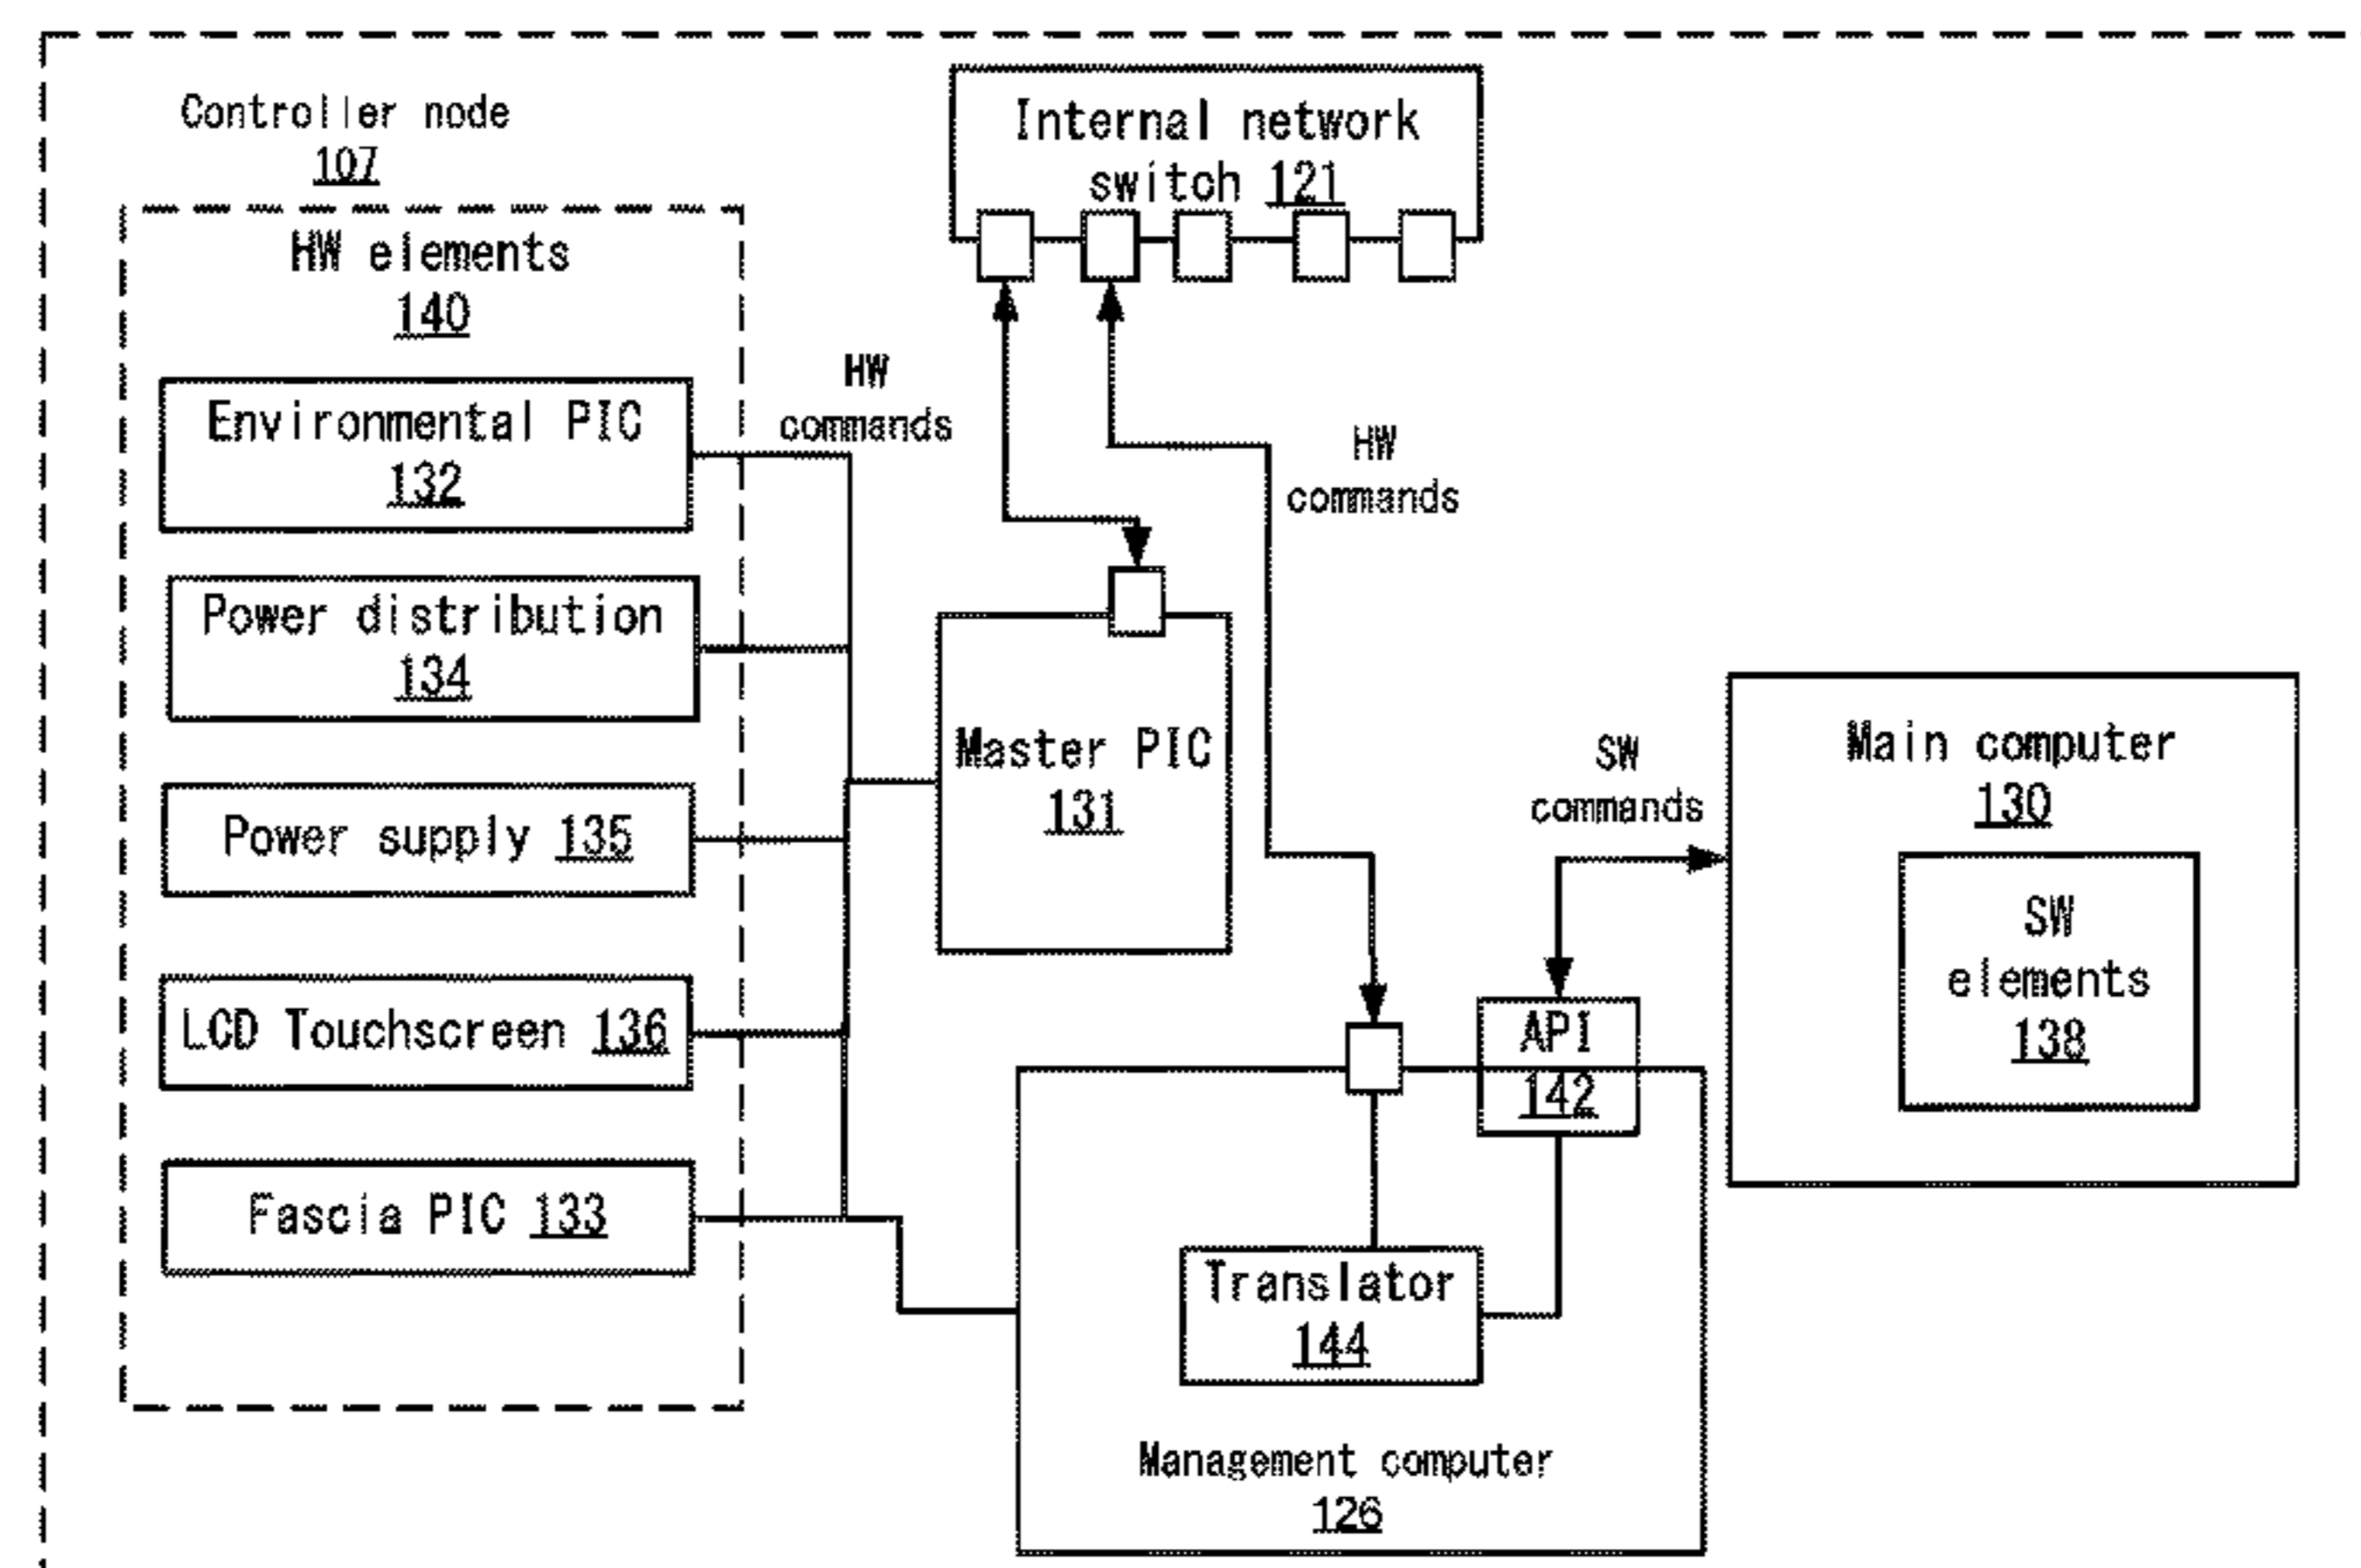 Controller node
107
Internal network
switch 121
HW elements
140
Environmental PIC
132
HW
commands
HW
commands
Power distribution
134
Master PIC
131
Power supply 135
SW
commands
Main computer
130
SW
elements
138
LCD Touchscreen 136
API
142
Fascia PIC 133
Translator
144
Management computer
126